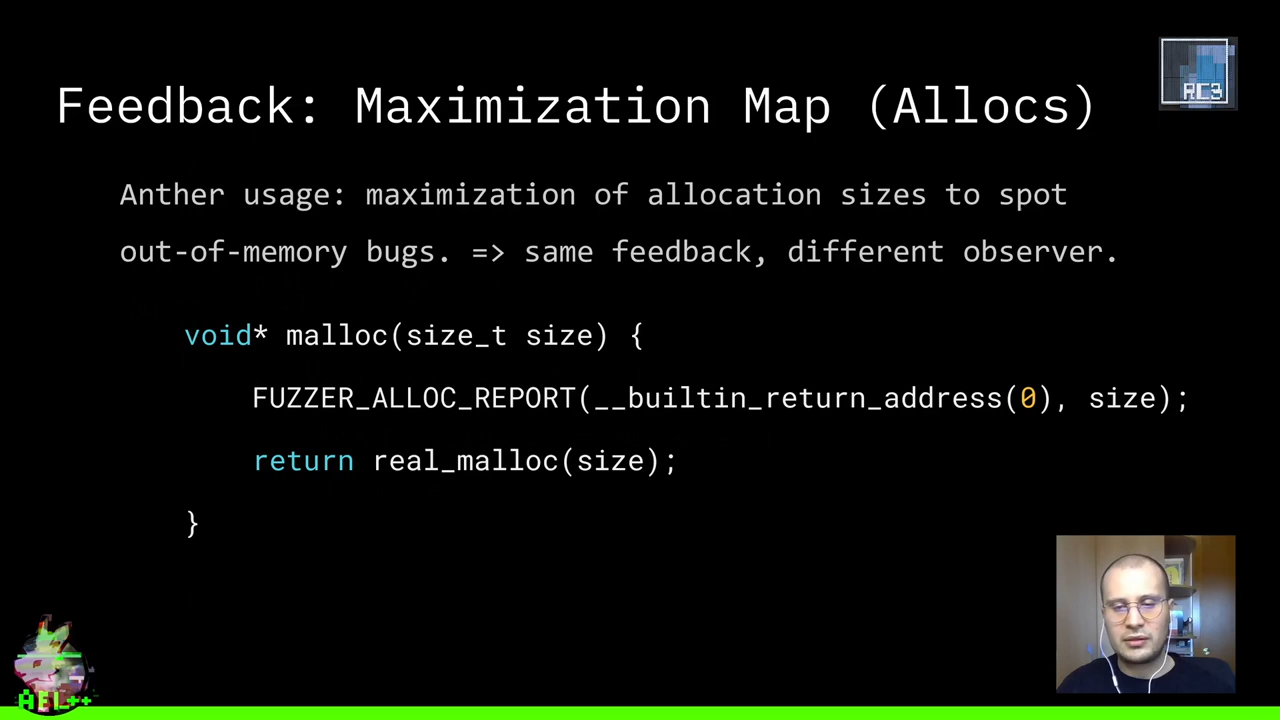 RC3
Feedback: Maximization Map (Allocs)
Anther usage: maximization of allocation sizes to spot
out-of-memory bugs. => same feedback, different observer.
void* malloc(size_t size) {
FUZZER_ALLOC_REPORT(__builtin_return_address(0), size);
return real_malloc(size);
}
AFL++